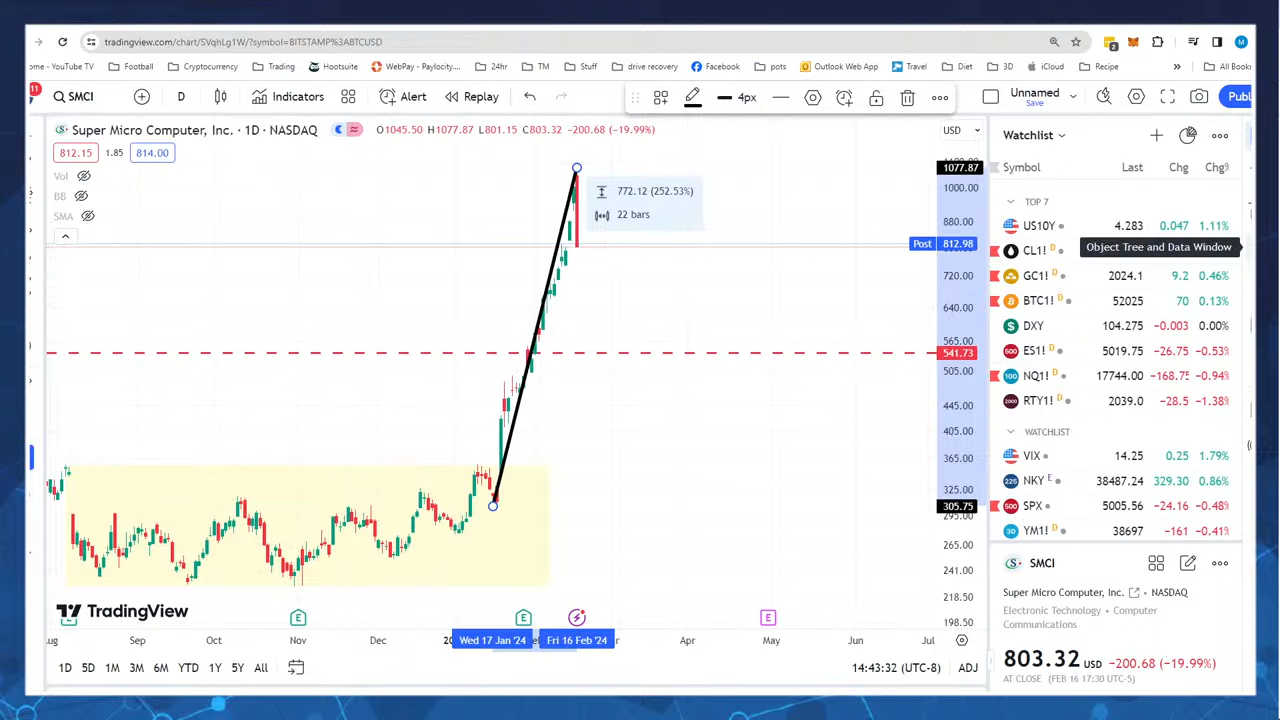 tradingview.com/chart/SVqhLg1W/?symbol=BITSTAMP%3ABTCUSD
2
M
ome - YouTube TV Football Cryptocurrency Trading Hootsuite WebPay - Paylocity.... 24hr TM Stuff drive recovery Facebook pots Outlook Web App Travel Diet 3D iCloud Recipe » All Book
11 SMCI D Indicators Alert Replay 4px Unnamed Publ
Save
Super Micro Computer, Inc. · 1D · NASDAQ O1045.50 H1077.87 L801.15 C803.32 −200.68 (−19.99%) USD
812.15 1.85 814.00
Vol
BB
SMA
772.12 (252.53%)
22 bars
1077.87
1000.00
880.00
Post 812.98
720.00
640.00
565.00
541.73
505.00
445.00
405.00
365.00
325.00
305.75
295.00
265.00
241.00
218.50
198.50
TradingView
E E E
ug Sep Oct Nov Dec 20 Wed 17 Jan '24 Fri 16 Feb '24 Apr May Jun Jul
1D 5D 1M 3M 6M YTD 1Y 5Y All 14:43:32 (UTC-8) ADJ
Watchlist
Symbol Last Chg Chg%
TOP 7
US10Y 4.283 0.047 1.11%
CL1! D
Object Tree and Data Window
GC1! D 2024.1 9.2 0.46%
BTC1! D 52025 70 0.13%
DXY 104.275 −0.003 0.00%
ES1! D 5019.75 −26.75 −0.53%
NQ1! D 17744.00 −168.75 −0.94%
RTY1! D 2039.0 −28.5 −1.38%
WATCHLIST
VIX 14.25 0.25 1.79%
NKY E 38487.24 329.30 0.86%
SPX 5005.56 −24.16 −0.48%
YM1! D 38697 −161 −0.41%
SMCI
Super Micro Computer, Inc. NASDAQ
Electronic Technology • Computer
Communications
803.32 USD −200.68 (−19.99%)
AT CLOSE (FEB 16 17:30 UTC-5)